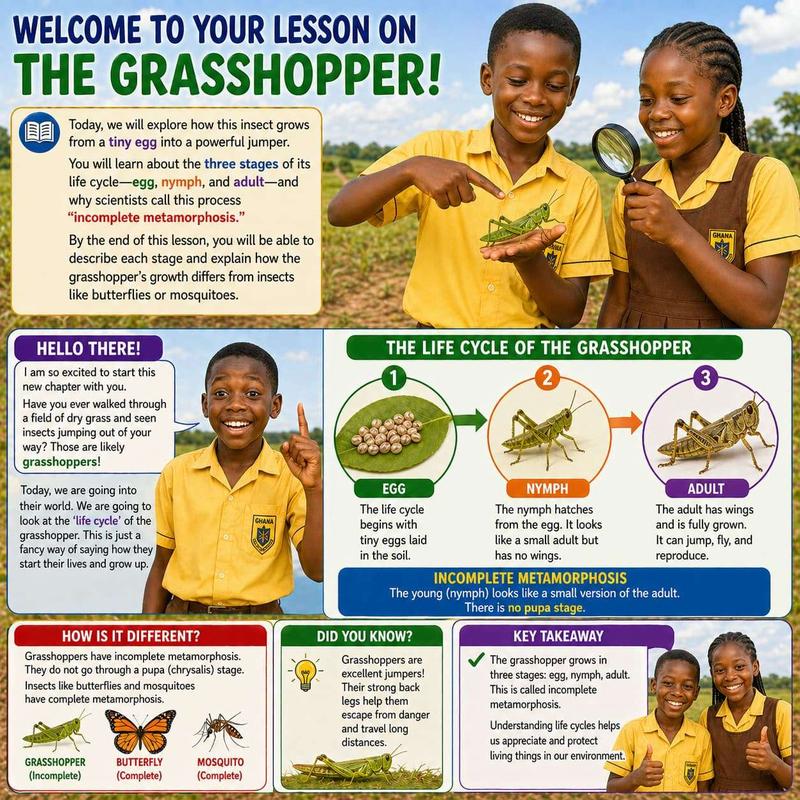 WELCOME TO YOUR LESSON ON
THE GRASSHOPPER!
Today, we will explore how this insect grows
from a tiny egg into a powerful jumper.
You will learn about the three stages of its
life cycle—egg, nymph, and adult—and
why scientists call this process
“incomplete metamorphosis.”
By the end of this lesson, you will be able to
describe each stage and explain how the
grasshopper's growth differs from insects
like butterflies or mosquitoes.
GHANA
HELLO THERE!
I am so excited to start this
new chapter with you.
Have you ever walked through
a field of dry grass and seen
insects jumping out of your
way? Those are likely
grasshoppers!
Today, we are going into
their world. We are going to
look at the 'life cycle' of the
grasshopper. This is just a
fancy way of saying how they
start their lives and grow up.
GHANA
THE LIFE CYCLE OF THE GRASSHOPPER
1
EGG
The life cycle
begins with
tiny eggs laid
in the soil.
2
NYMPH
The nymph hatches
from the egg. It looks
like a small adult but
has no wings.
3
ADULT
The adult has wings
and is fully grown.
It can jump, fly, and
reproduce.
INCOMPLETE METAMORPHOSIS
The young (nymph) looks like a small version of the adult.
There is no pupa stage.
HOW IS IT DIFFERENT?
Grasshoppers have incomplete metamorphosis.
They do not go through a pupa (chrysalis) stage.
Insects like butterflies and mosquitoes
have complete metamorphosis.
GRASSHOPPER
(Incomplete)
BUTTERFLY
(Complete)
MOSQUITO
(Complete)
DID YOU KNOW?
Grasshoppers are
excellent jumpers!
Their strong back
legs help them
escape from danger
and travel long
distances.
KEY TAKEAWAY
The grasshopper grows in
three stages: egg, nymph, adult.
This is called incomplete
metamorphosis.
Understanding life cycles helps
us appreciate and protect
living things in our environment.